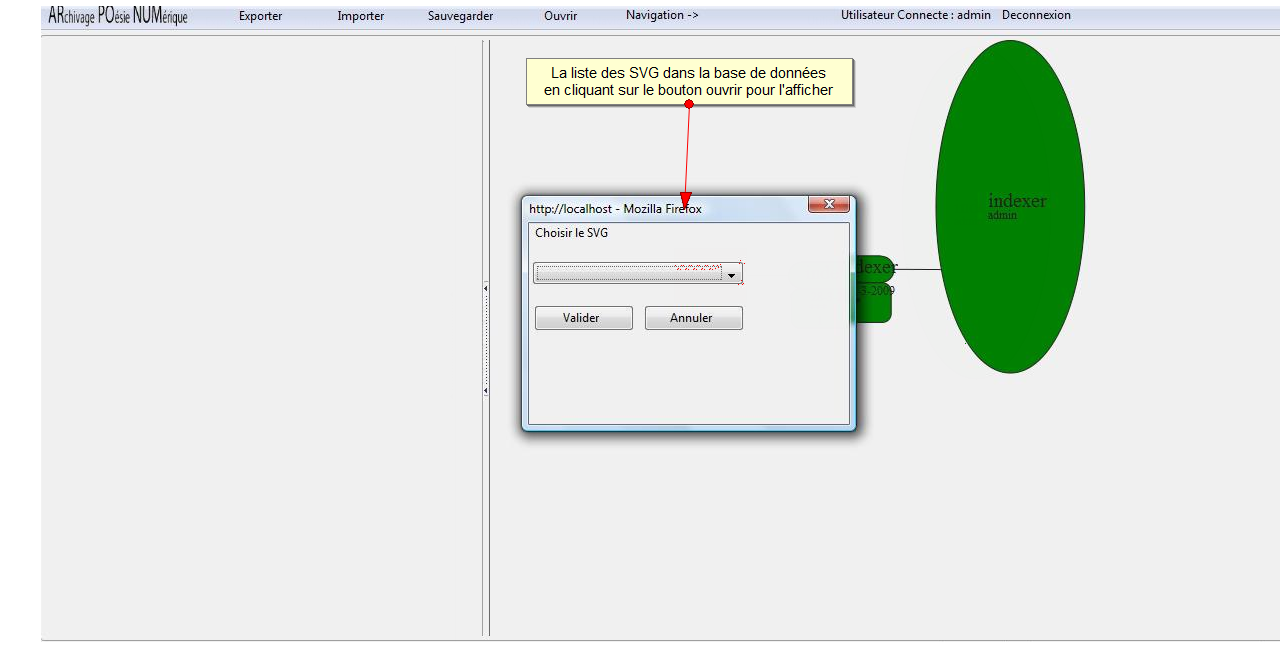 ARchivage POésie NUMérique Exporter Importer Sauvegarder Ouvrir Navigation -> Utilisateur Connecte : admin Deconnexion
La liste des SVG dans la base de données
en cliquant sur le bouton ouvrir pour l'afficher
indexer
admin
http://localhost - Mozilla Firefox
Choisir le SVG
Valider Annuler
dexer
-3-2009